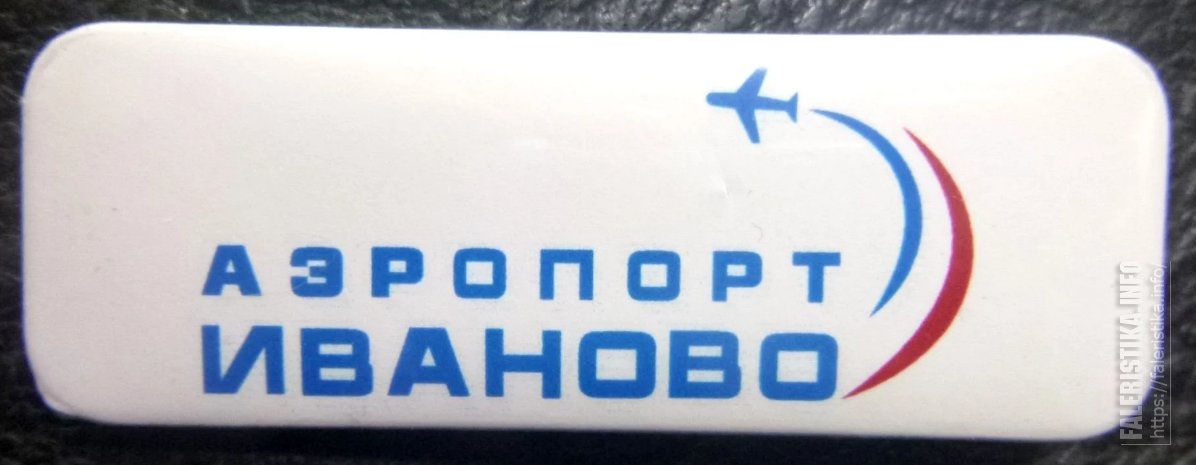 АЭРОПОРТ
ИВАНОВО
FALERISTIKA.INFO
https://faleristika.info/